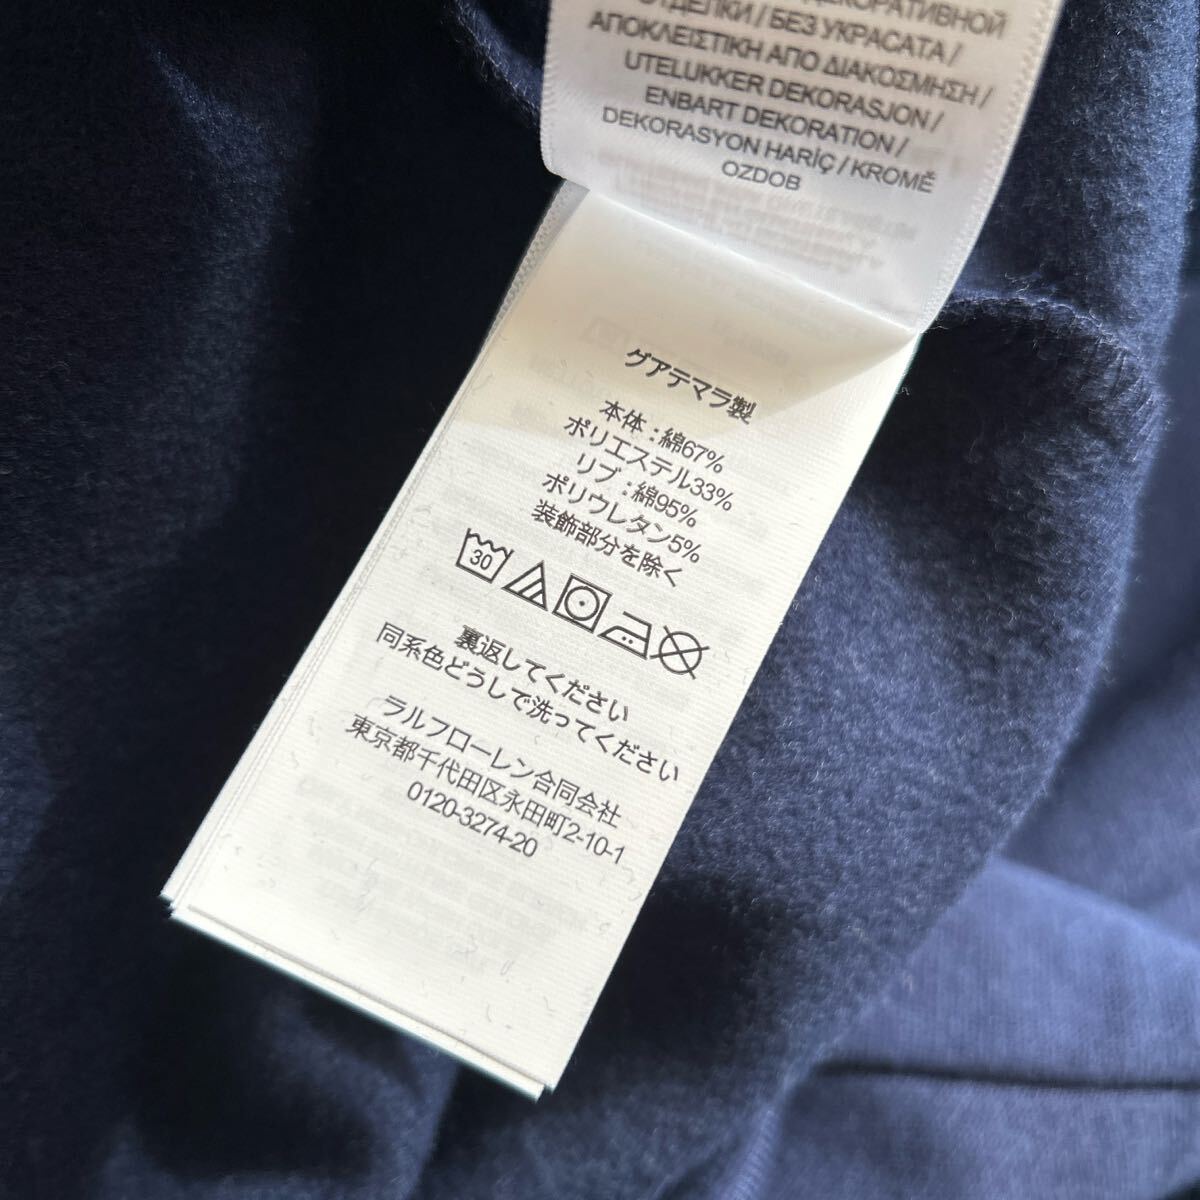 ДЕКОРАТИВНОЙ
ОТДЕЛКИ / БЕЗ УКРАСАТА /
ΑΠΟΚΛΕΙΣΤΙΚΗ ΑΠΟ ΔΙΑΚΟΣΜΗΣΗ /
UTELUKKER DEKORASJON /
ENBART DEKORATION /
DEKORASYON HARİÇ / KROMĚ
OZDOB
グアテマラ製
本体 : 綿67%
ポリエステル33%
リブ : 綿95%
ポリウレタン5%
装飾部分を除く
30
裏返してください
同系色どうしで洗ってください
ラルフローレン合同会社
東京都千代田区永田町2-10-1
0120-3274-20